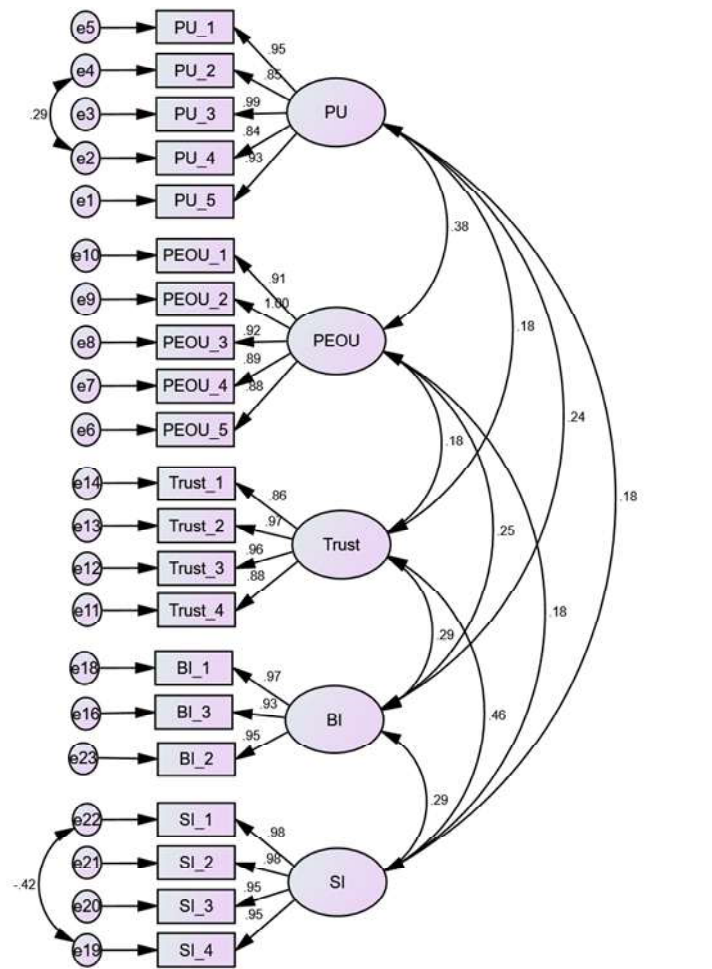 e5 PU_1 .95
e4 PU_2 .85
.29 e3 PU_3 .99 PU
e2 PU_4 .84
e1 PU_5 .93
.38
e10 PEOU_1 .91
e9 PEOU_2 1.00
e8 PEOU_3 .92 PEOU .18
e7 PEOU_4 .89
e6 PEOU_5 .88
.24
.18
e14 Trust_1 .86 .18
e13 Trust_2 .97
e12 Trust_3 .96 Trust .25
e11 Trust_4 .88
.18
.29
e18 BI_1 .97
e16 BI_3 .93 BI .46
e23 BI_2 .95
.29
e22 SI_1 .98
e21 SI_2 .98
-.42 e20 SI_3 .95 SI
e19 SI_4 .95